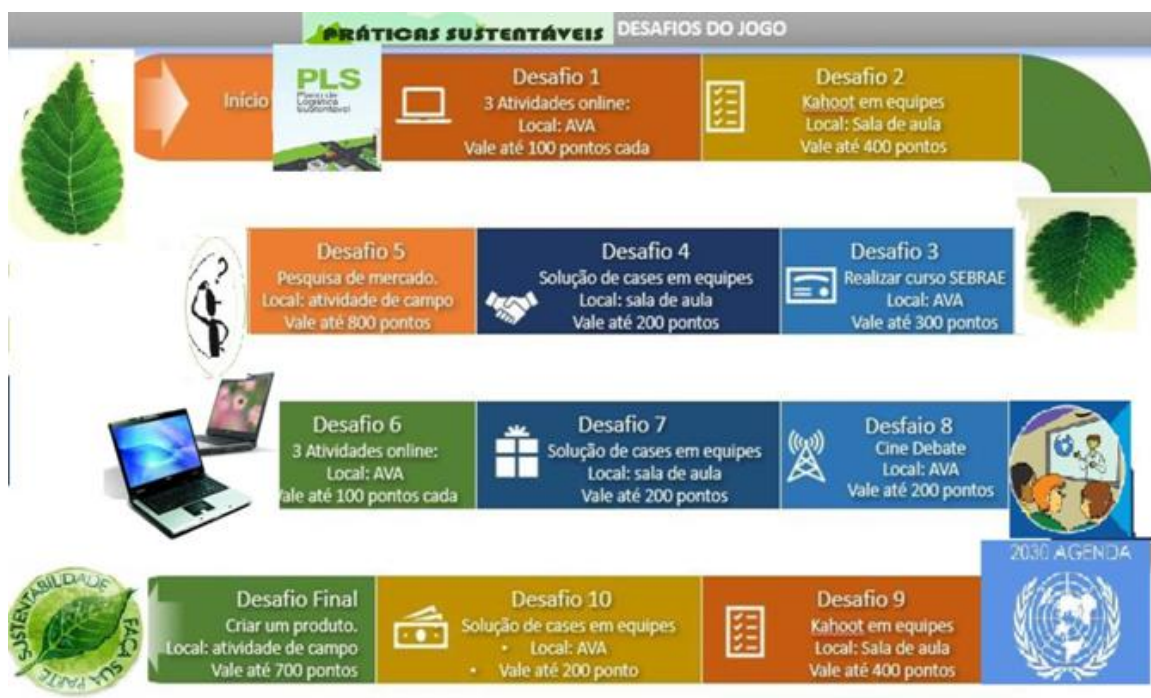 PRÁTICAS SUSTENTÁVEIS DESAFIOS DO JOGO
Início
PLS
Plano de
Logística
Sustentável
Desafio 1
3 Atividades online:
Local: AVA
Vale até 100 pontos cada
Desafio 2
Kahoot em equipes
Local: Sala de aula
Vale até 400 pontos
Desafio 3
Realizar curso SEBRAE
Local: AVA
Vale até 300 pontos
Desafio 4
Solução de cases em equipes
Local: sala de aula
Vale até 200 pontos
Desafio 5
Pesquisa de mercado.
Local: atividade de campo
Vale até 800 pontos
?
Desafio 6
3 Atividades online:
Local: AVA
Vale até 100 pontos cada
Desafio 7
Solução de cases em equipes
Local: sala de aula
Vale até 200 pontos
Desfaio 8
Cine Debate
Local: AVA
Vale até 200 pontos
2030 AGENDA
Desafio 9
Kahoot em equipes
Local: Sala de aula
Vale até 400 pontos
Desafio 10
Solução de cases em equipes
• Local: AVA
• Vale até 200 ponto
Desafio Final
Criar um produto.
Local: atividade de campo
Vale até 700 pontos
SUSTENTABILIDADE
FAÇA SUA PARTE